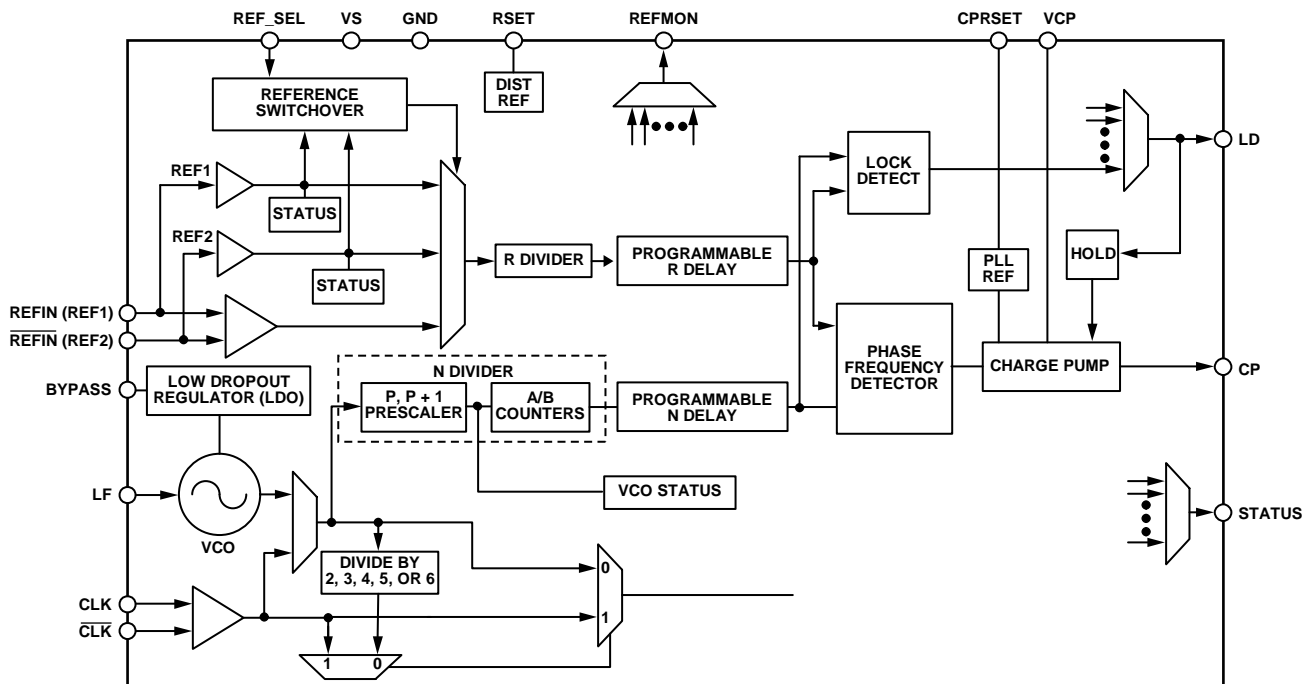 REF_SEL
VS
GND
RSET
REFMON
CPRSET
VCP
DIST
REF
REFERENCE
SWITCHOVER
LD
LOCK
DETECT
REF1
STATUS
REF2
STATUS
R DIVIDER
PROGRAMMABLE
R DELAY
PLL
REF
HOLD
REFIN (REF1)
REFIN (REF2)
PHASE
FREQUENCY
DETECTOR
CHARGE PUMP
CP
BYPASS
LOW DROPOUT
REGULATOR (LDO)
N DIVIDER
P, P + 1
PRESCALER
A/B
COUNTERS
PROGRAMMABLE
N DELAY
LF
VCO
VCO STATUS
STATUS
DIVIDE BY
2, 3, 4, 5, OR 6
0
CLK
CLK
1
1
0